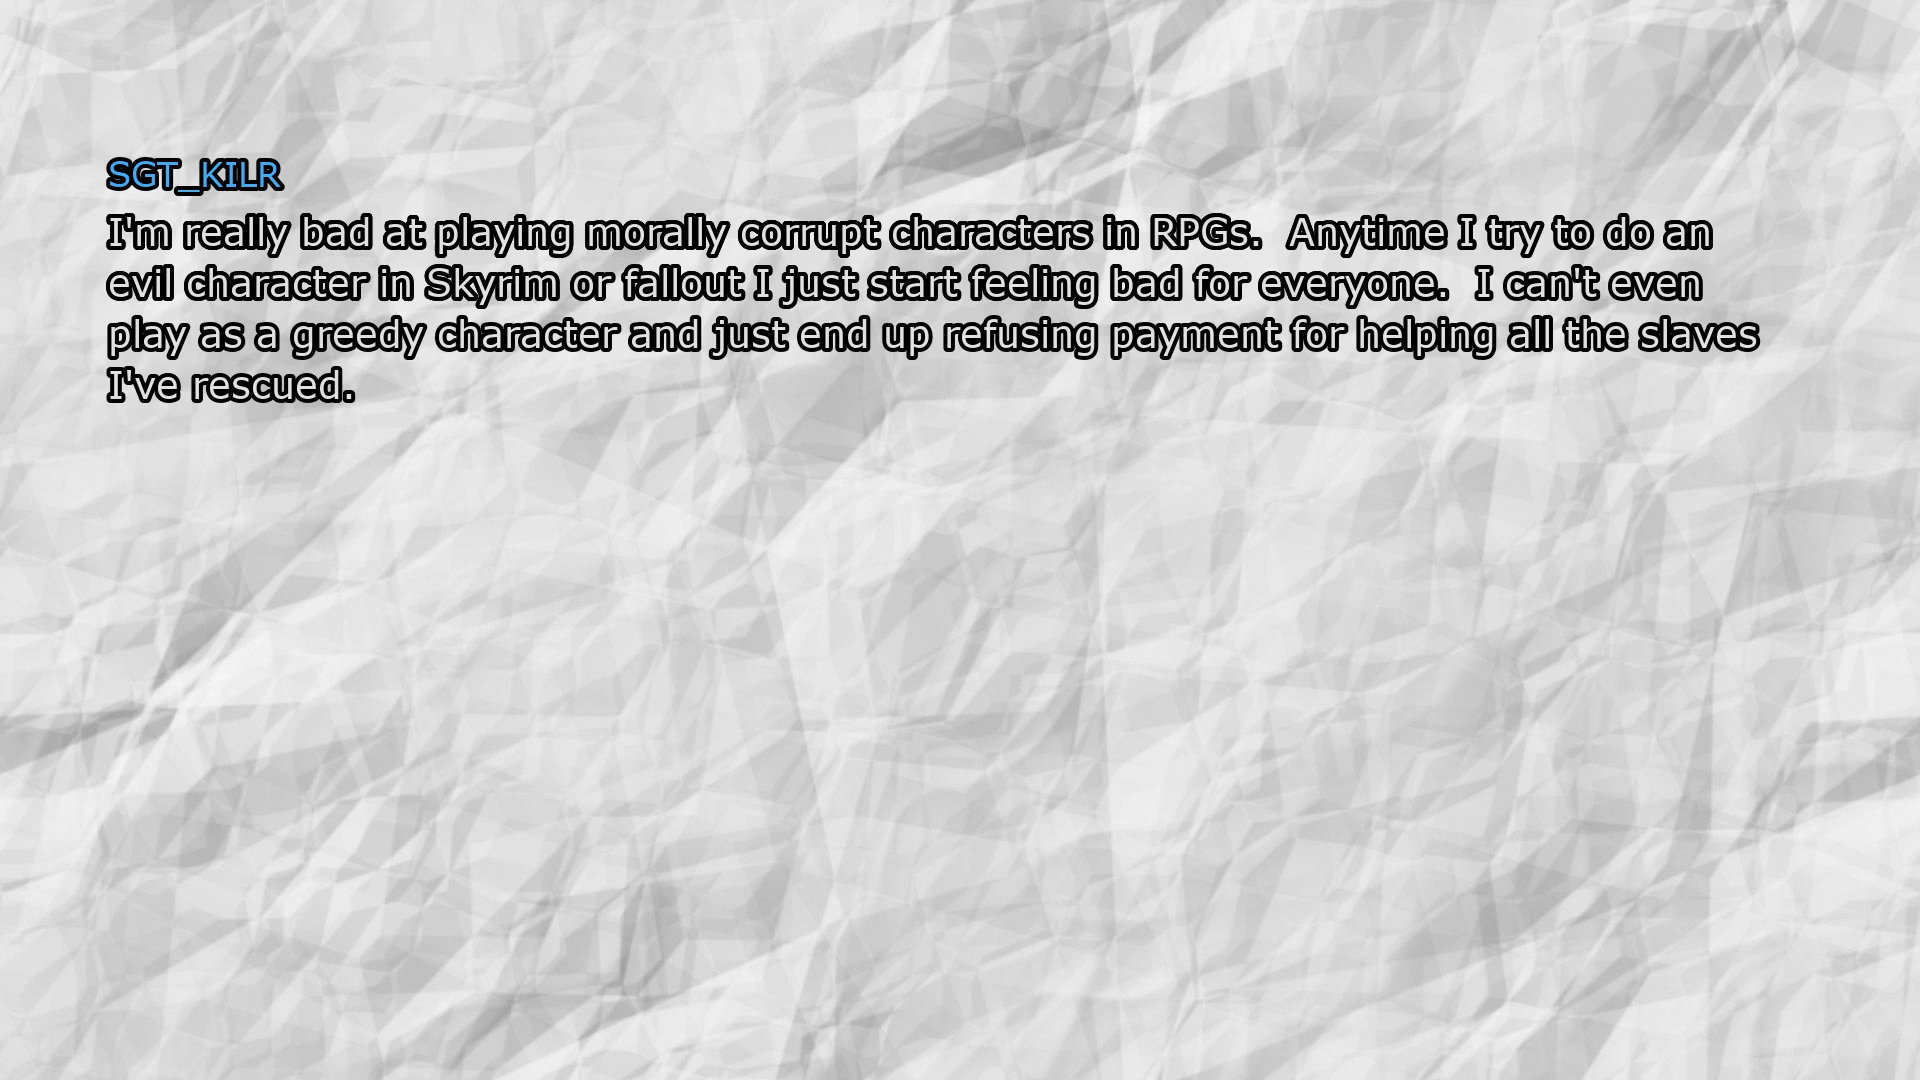 SGT_KILR
I'm really bad at playing morally corrupt characters in RPGs.  Anytime I try to do an
evil character in Skyrim or fallout I just start feeling bad for everyone.  I can't even
play as a greedy character and just end up refusing payment for helping all the slaves
I've rescued.